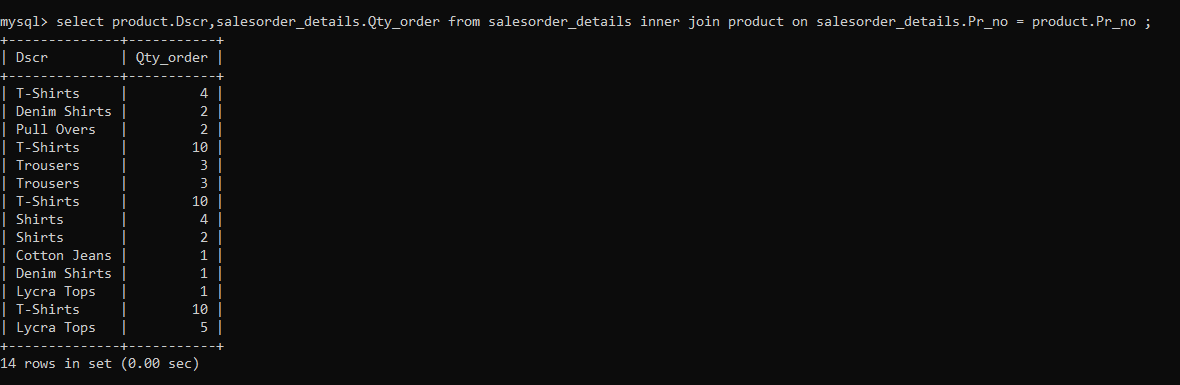 mysql> select product.Dscr,salesorder_details.Qty_order from salesorder_details inner join product on salesorder_details.Pr_no = product.Pr_no ;
+--------------+-----------+
| Dscr         | Qty_order |
+--------------+-----------+
| T-Shirts     |         4 |
| Denim Shirts |         2 |
| Pull Overs   |         2 |
| T-Shirts     |        10 |
| Trousers     |         3 |
| Trousers     |         3 |
| T-Shirts     |        10 |
| Shirts       |         4 |
| Shirts       |         2 |
| Cotton Jeans |         1 |
| Denim Shirts |         1 |
| Lycra Tops   |         1 |
| T-Shirts     |        10 |
| Lycra Tops   |         5 |
+--------------+-----------+
14 rows in set (0.00 sec)